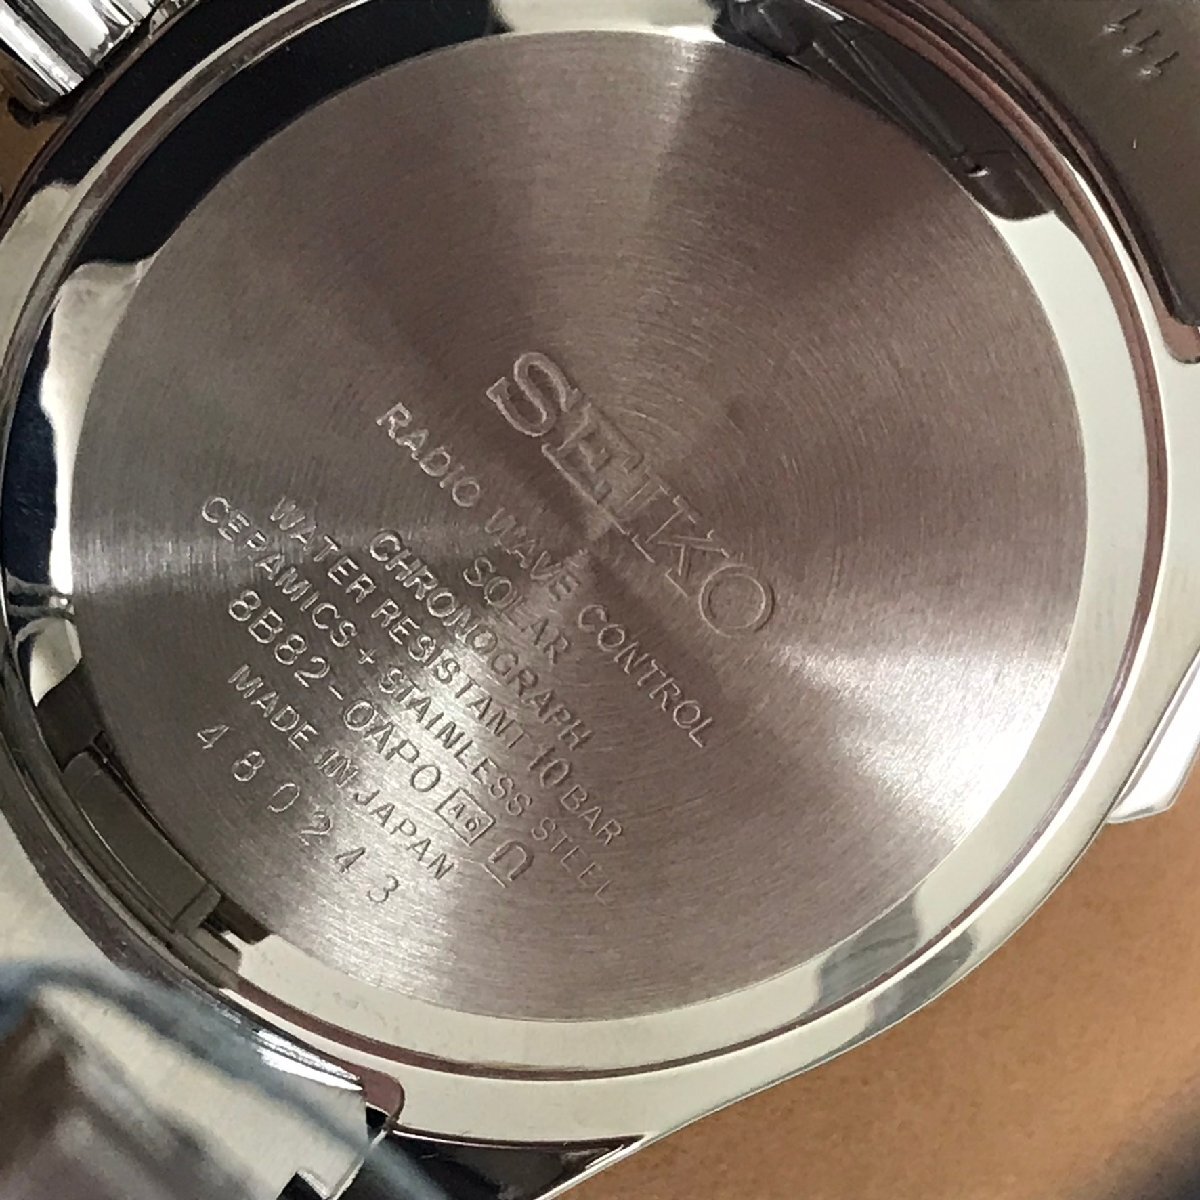 SEIKO
RADIO WAVE CONTROL
SOLAR
CHRONOGRAPH
WATER RESISTANT 10 BAR
CERAMICS + STAINLESS STEEL
8B82-0AP0 A6
MADE IN JAPAN
480243